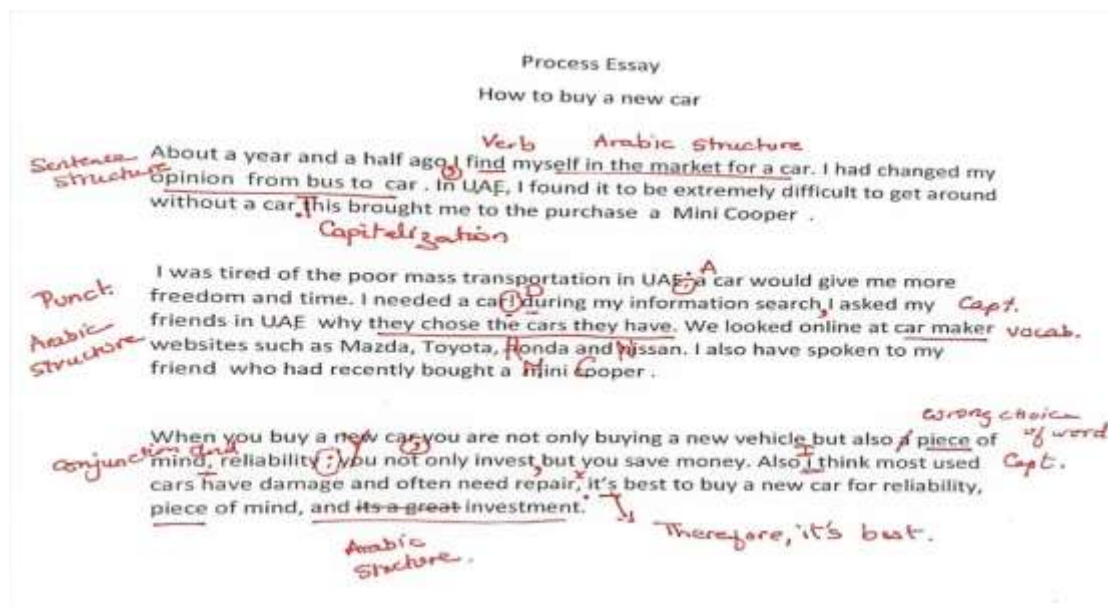 Process Essay
How to buy a new car
Verb Arabic structure
Sentence structure
About a year and a half ago, I find myself in the market for a car. I had changed my
opinion from bus to car . In UAE, I found it to be extremely difficult to get around
without a car. this brought me to the purchase a Mini Cooper .
Capitalization
A
I was tired of the poor mass transportation in UAE; a car would give me more
Punct.
D
freedom and time. I needed a car! during my information search, I asked my Capt.
Arabic structure
friends in UAE why they chose the cars they have. We looked online at car maker vocab.
websites such as Mazda, Toyota, Honda and Nissan. I also have spoken to my
friend who had recently bought a Mini Cooper .
wrong choice of word
When you buy a new car, you are not only buying a new vehicle but also a piece of
conjunction and
I
mind, reliability ; you not only invest, but you save money. Also i think most used Capt.
cars have damage and often need repair, it's best to buy a new car for reliability,
piece of mind, and its a great investment.
Therefore, it's best.
Arabic
structure.